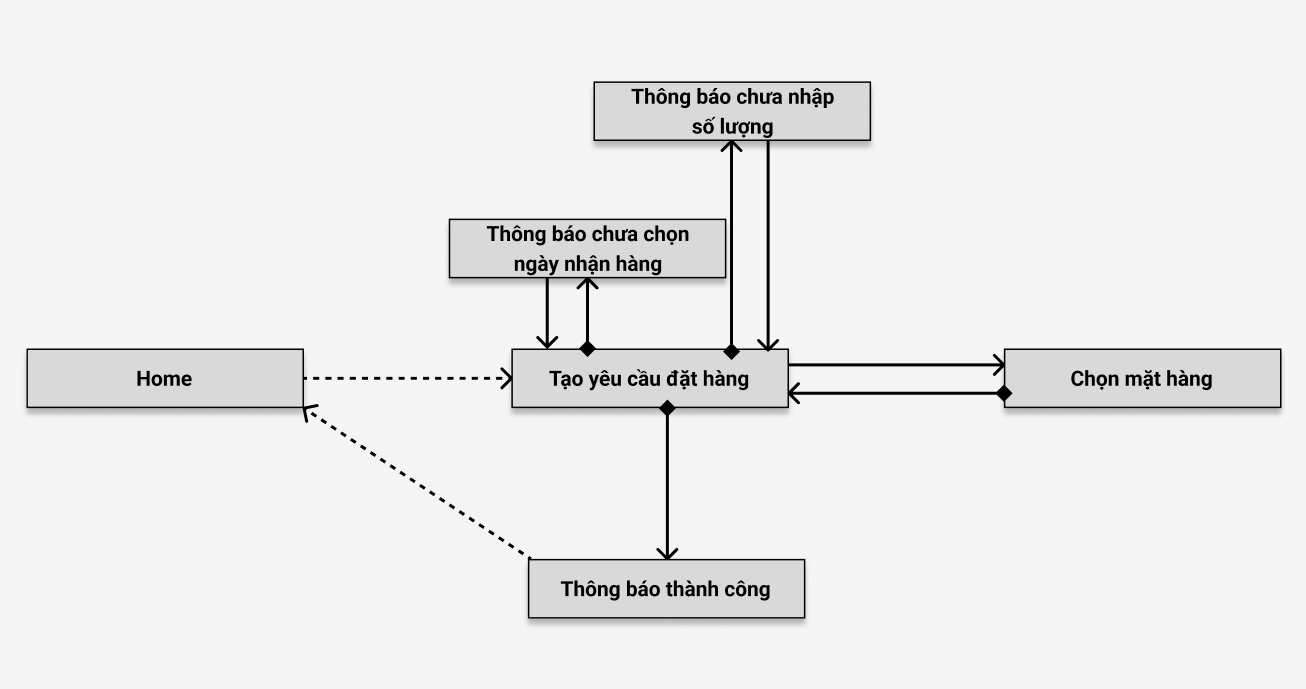 Thông báo chưa nhập
số lượng
Thông báo chưa chọn
ngày nhận hàng
Home
Tạo yêu cầu đặt hàng
Chọn mặt hàng
Thông báo thành công